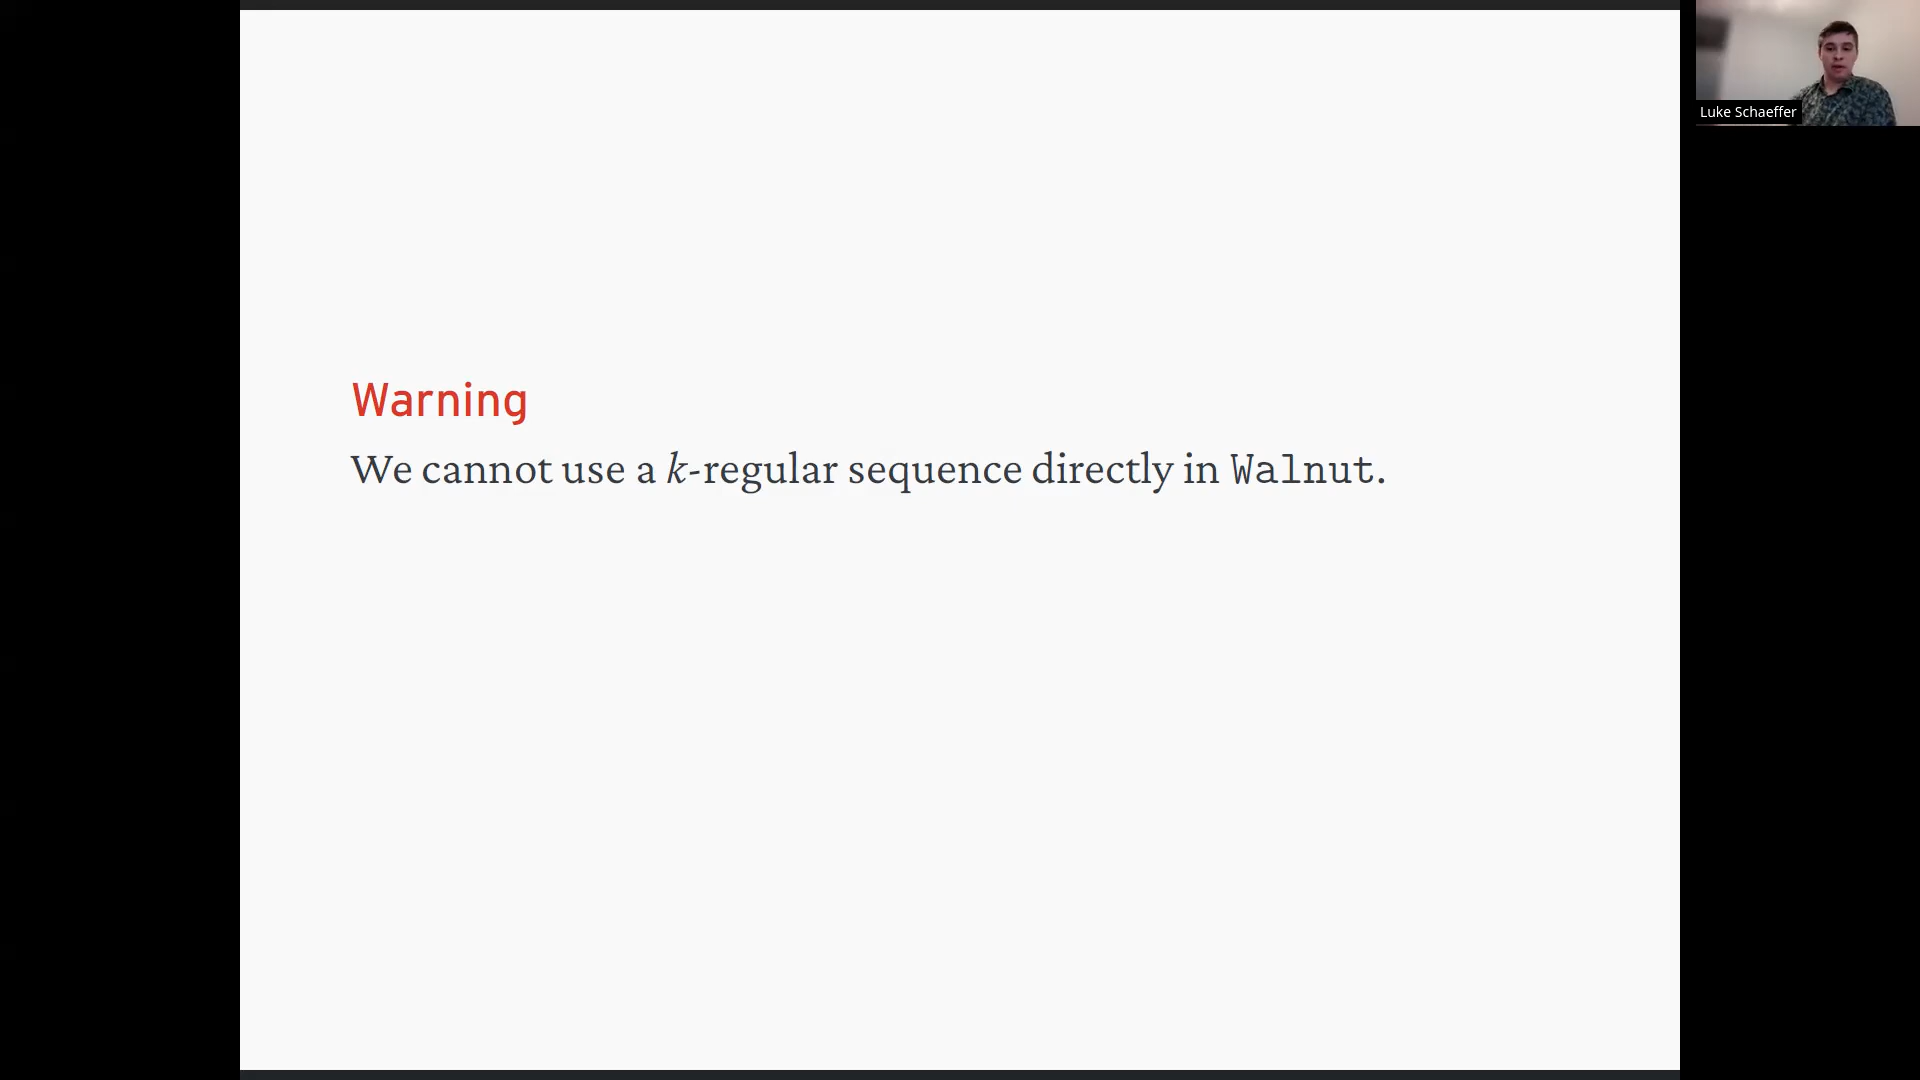 Warning
We cannot use a k-regular sequence directly in Walnut.
Luke Schaeffer